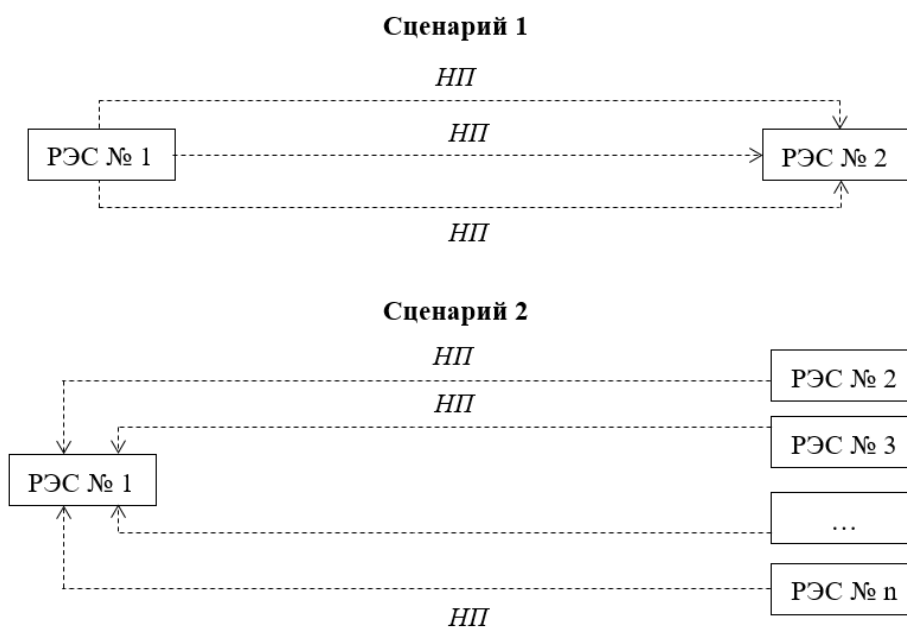 Сценарий 1
НП
НП
РЭС № 1
РЭС № 2
НП
Сценарий 2
НП
РЭС № 2
НП
РЭС № 3
РЭС № 1
...
РЭС № n
НП